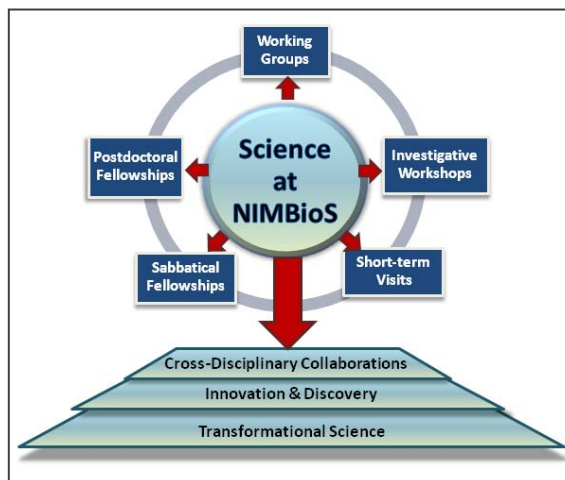 Working
Groups
Postdoctoral
Fellowships
Science
at
NIMBioS
Investigative
Workshops
Sabbatical
Fellowships
Short-term
Visits
Cross-Disciplinary Collaborations
Innovation & Discovery
Transformational Science